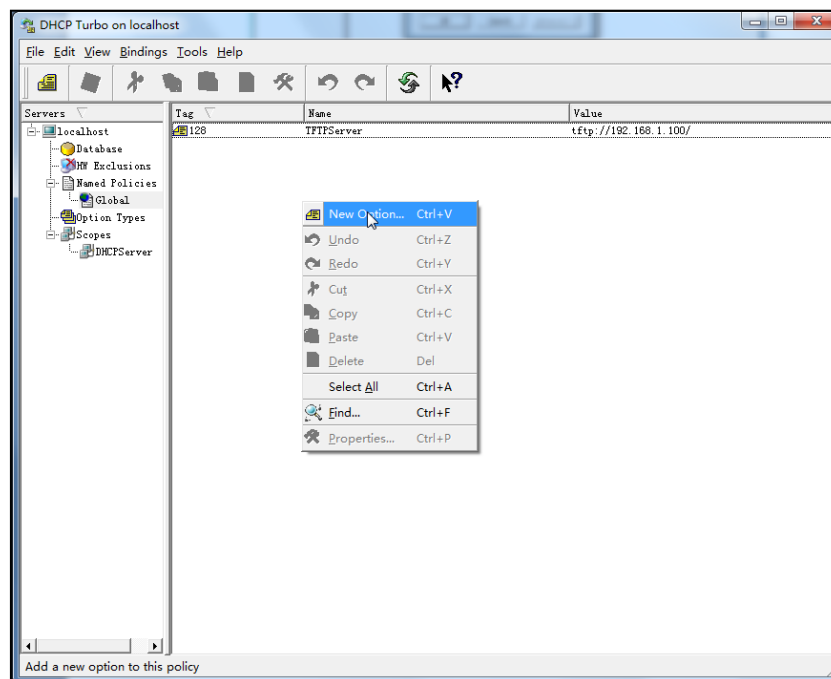 DHCP Turbo on localhost
File Edit View Bindings Tools Help
Servers
Tag Name Value
localhost
128 TFTPServer tftp://192.168.1.100/
Database
HW Exclusions
Named Policies
Global
Option Types
Scopes
DHCPServer
New Option... Ctrl+V
Undo Ctrl+Z
Redo Ctrl+Y
Cut Ctrl+X
Copy Ctrl+C
Paste Ctrl+V
Delete Del
Select All Ctrl+A
Find... Ctrl+F
Properties... Ctrl+P
Add a new option to this policy